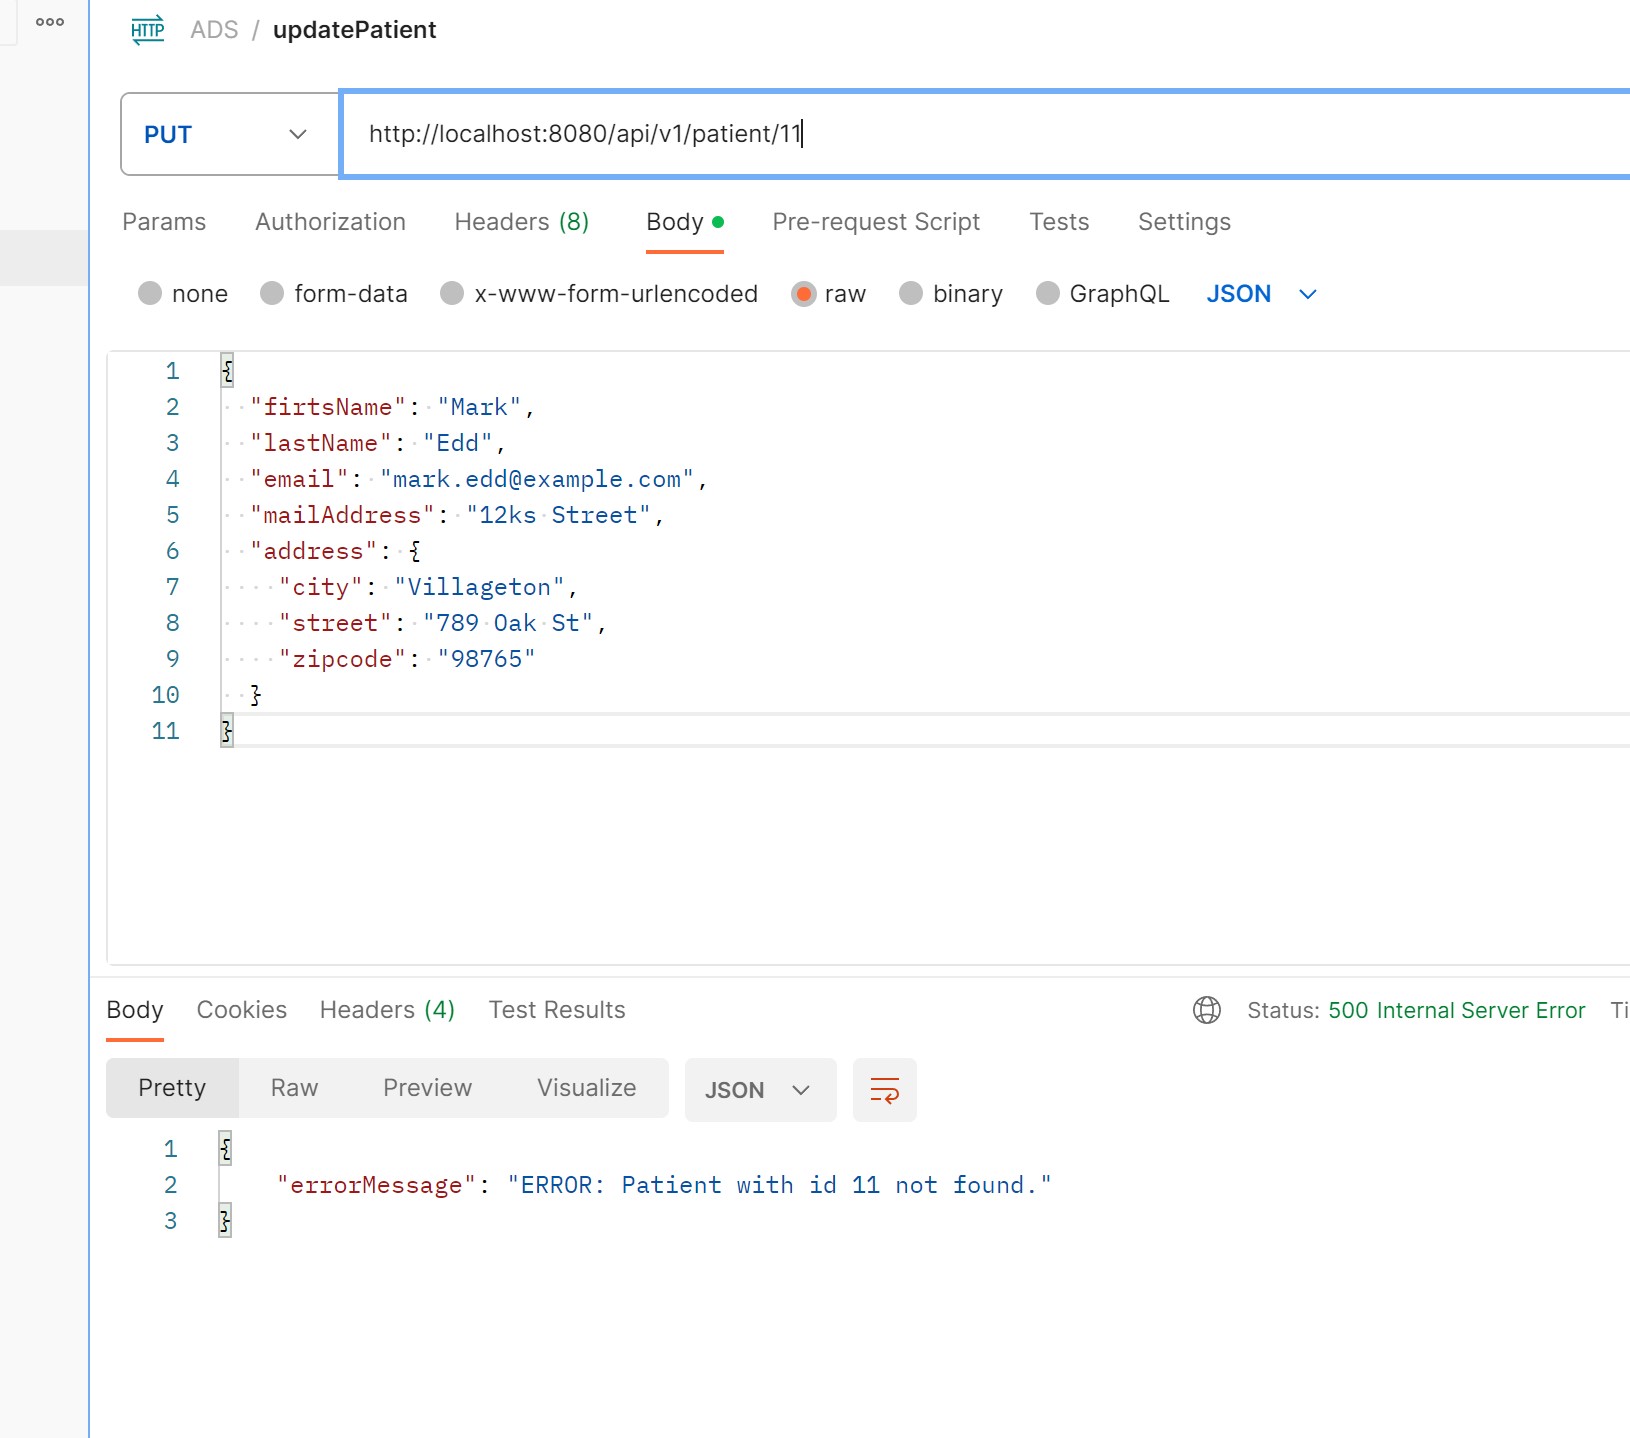 HTTP ADS / updatePatient
PUT http://localhost:8080/api/v1/patient/11
Params Authorization Headers (8) Body Pre-request Script Tests Settings
none form-data x-www-form-urlencoded raw binary GraphQL JSON
1 {
2 "firtsName": "Mark",
3 "lastName": "Edd",
4 "email": "mark.edd@example.com",
5 "mailAddress": "12ks Street",
6 "address": {
7 "city": "Villageton",
8 "street": "789 Oak St",
9 "zipcode": "98765"
10 }
11 }
Body Cookies Headers (4) Test Results Status: 500 Internal Server Error Ti
Pretty Raw Preview Visualize JSON
1 {
2 "errorMessage": "ERROR: Patient with id 11 not found."
3 }